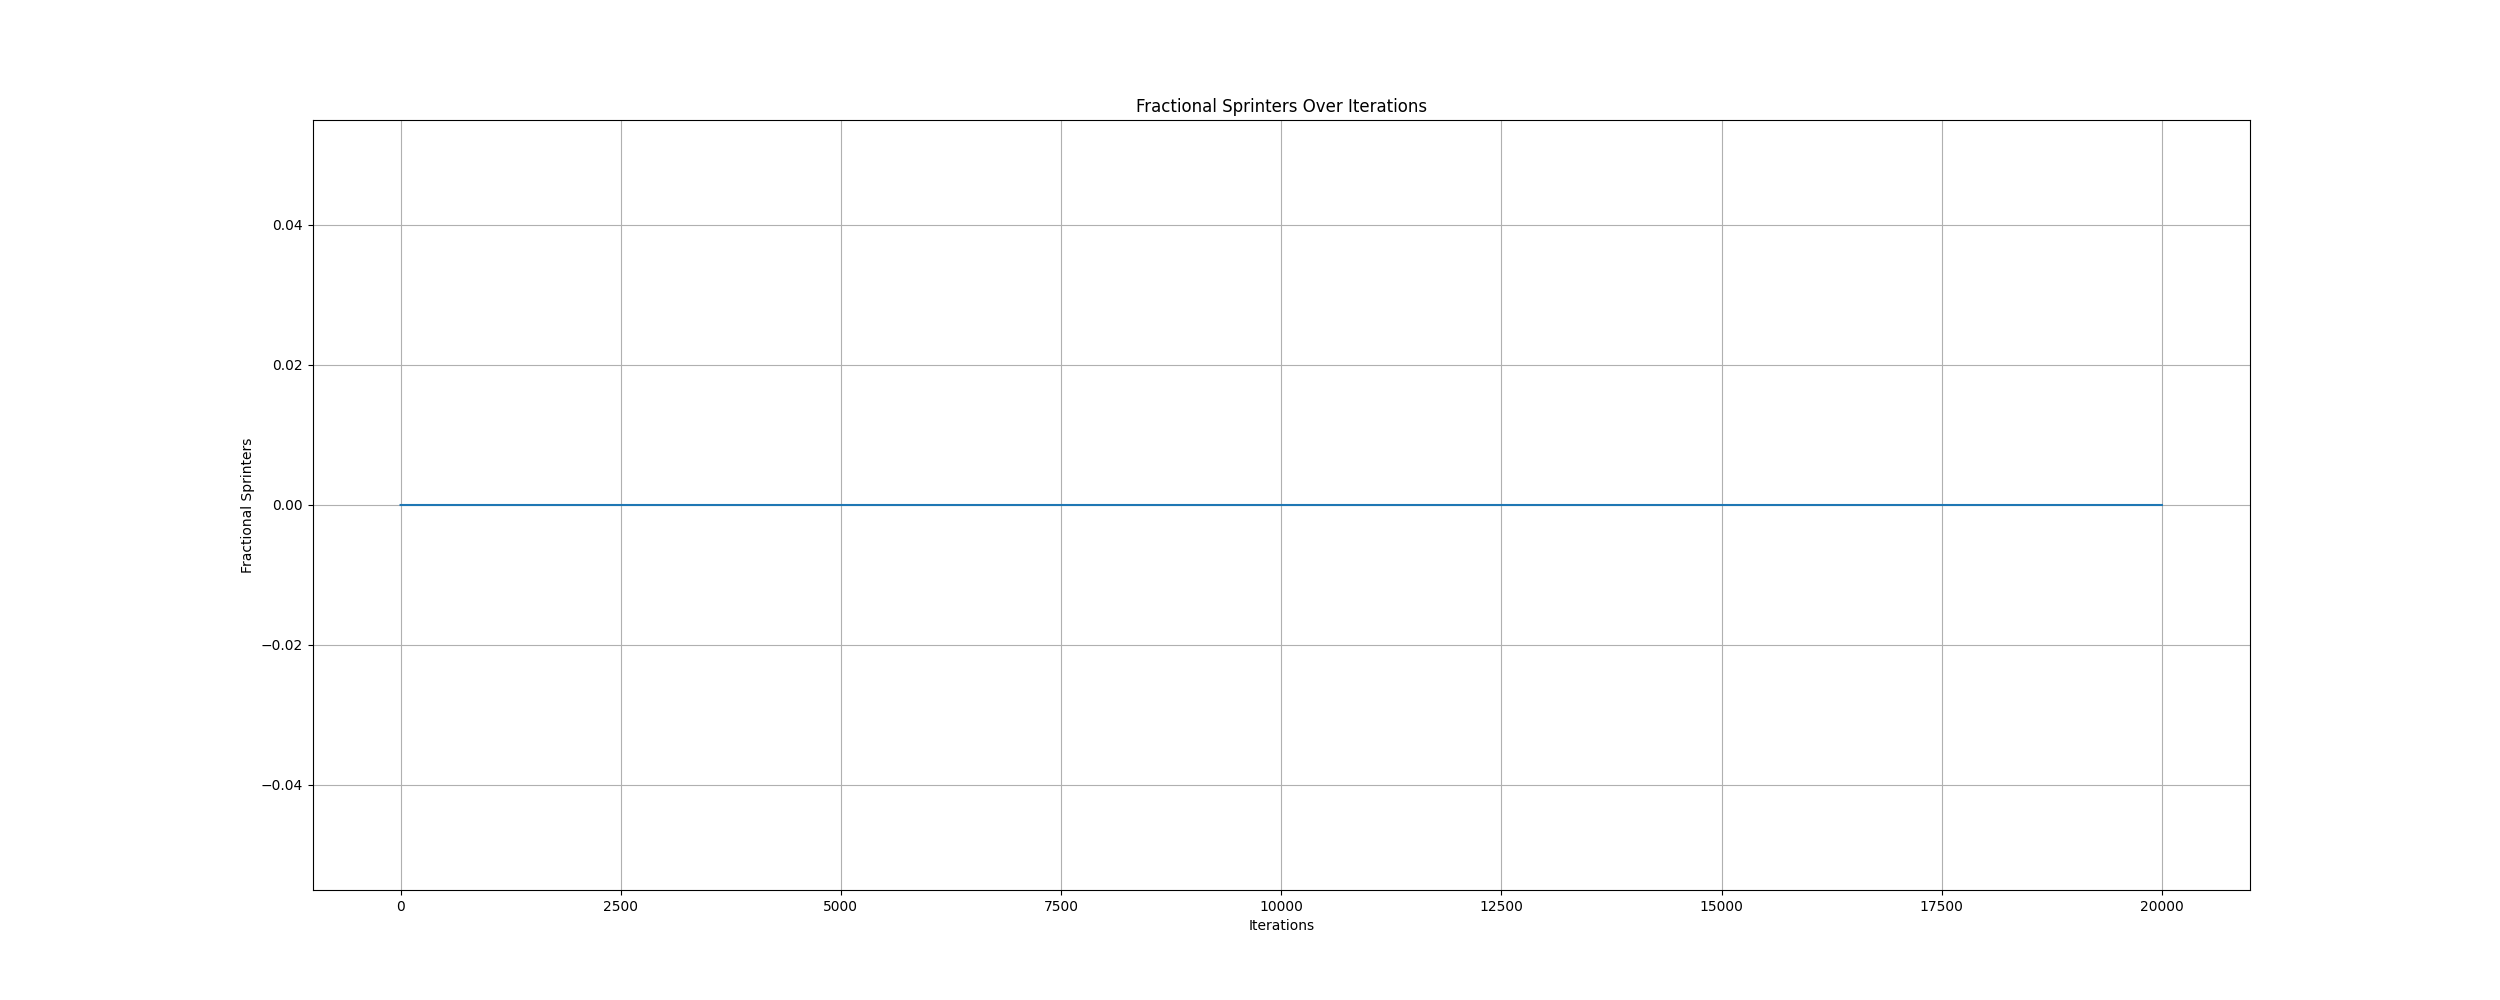 Fractional Sprinters Over Iterations
Fractional Sprinters
0.04
0.02
0.00
−0.02
−0.04
0 2500 5000 7500 10000 12500 15000 17500 20000
Iterations